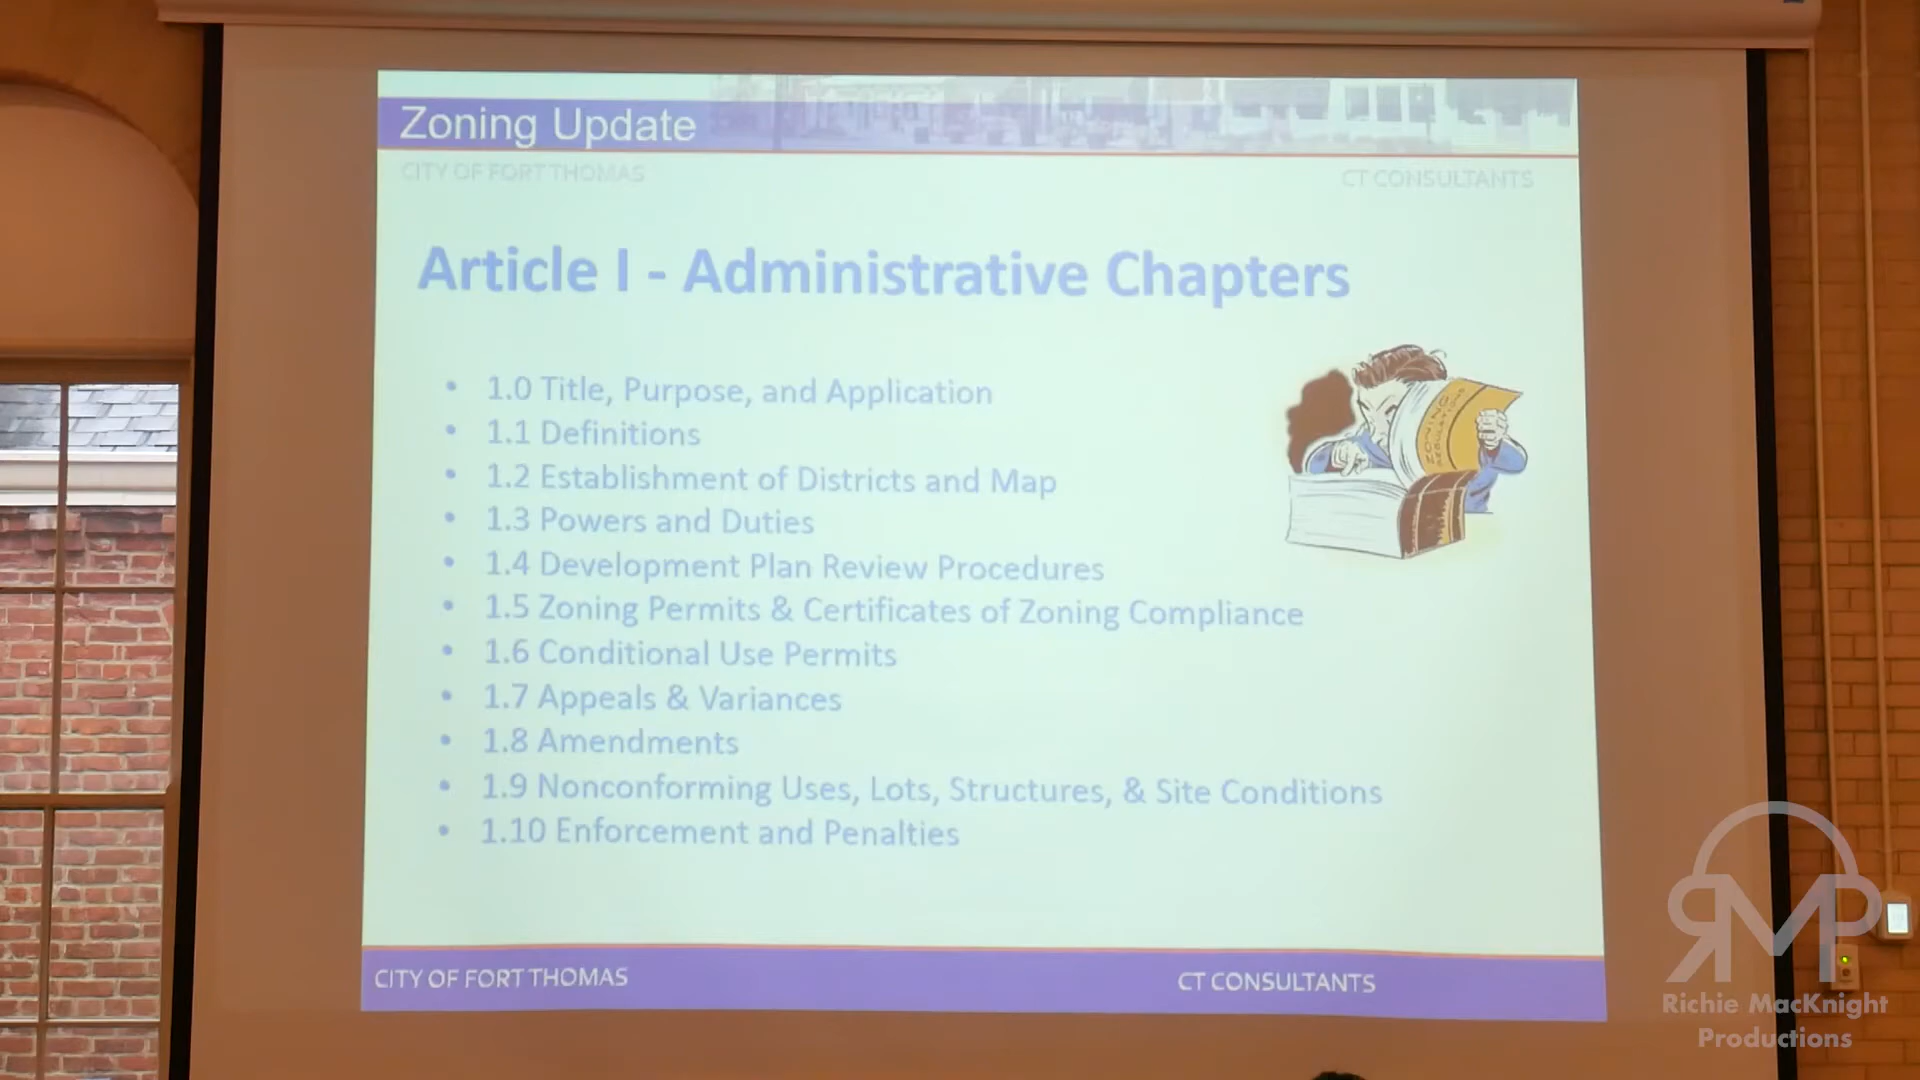 Zoning Update
CITY OF FORT THOMAS
CT CONSULTANTS
Article I - Administrative Chapters
• 1.0 Title, Purpose, and Application
• 1.1 Definitions
• 1.2 Establishment of Districts and Map
• 1.3 Powers and Duties
• 1.4 Development Plan Review Procedures
• 1.5 Zoning Permits & Certificates of Zoning Compliance
• 1.6 Conditional Use Permits
• 1.7 Appeals & Variances
• 1.8 Amendments
• 1.9 Nonconforming Uses, Lots, Structures, & Site Conditions
• 1.10 Enforcement and Penalties
ZONING
REGULATIONS
CITY OF FORT THOMAS
CT CONSULTANTS
RMP
Richie MacKnight
Productions